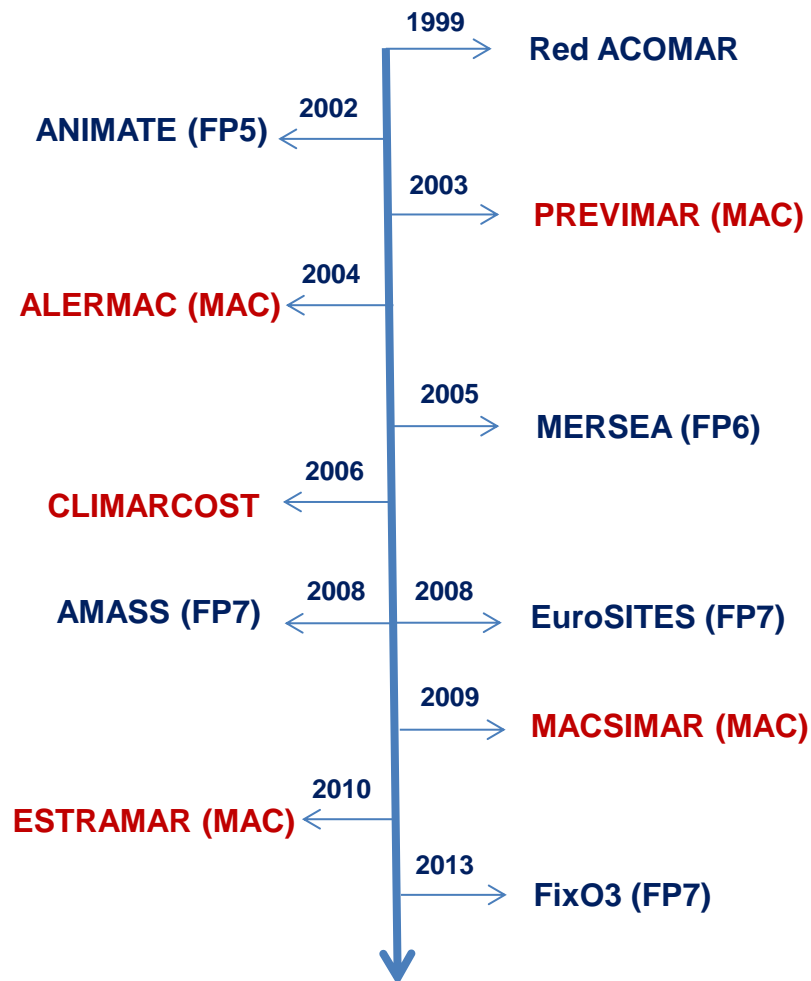 1999
Red ACOMAR
2002
ANIMATE (FP5)
2003
PREVIMAR (MAC)
2004
ALERMAC (MAC)
2005
MERSEA (FP6)
2006
CLIMARCOST
2008
AMASS (FP7)
2008
EuroSITES (FP7)
2009
MACSIMAR (MAC)
2010
ESTRAMAR (MAC)
2013
FixO3 (FP7)